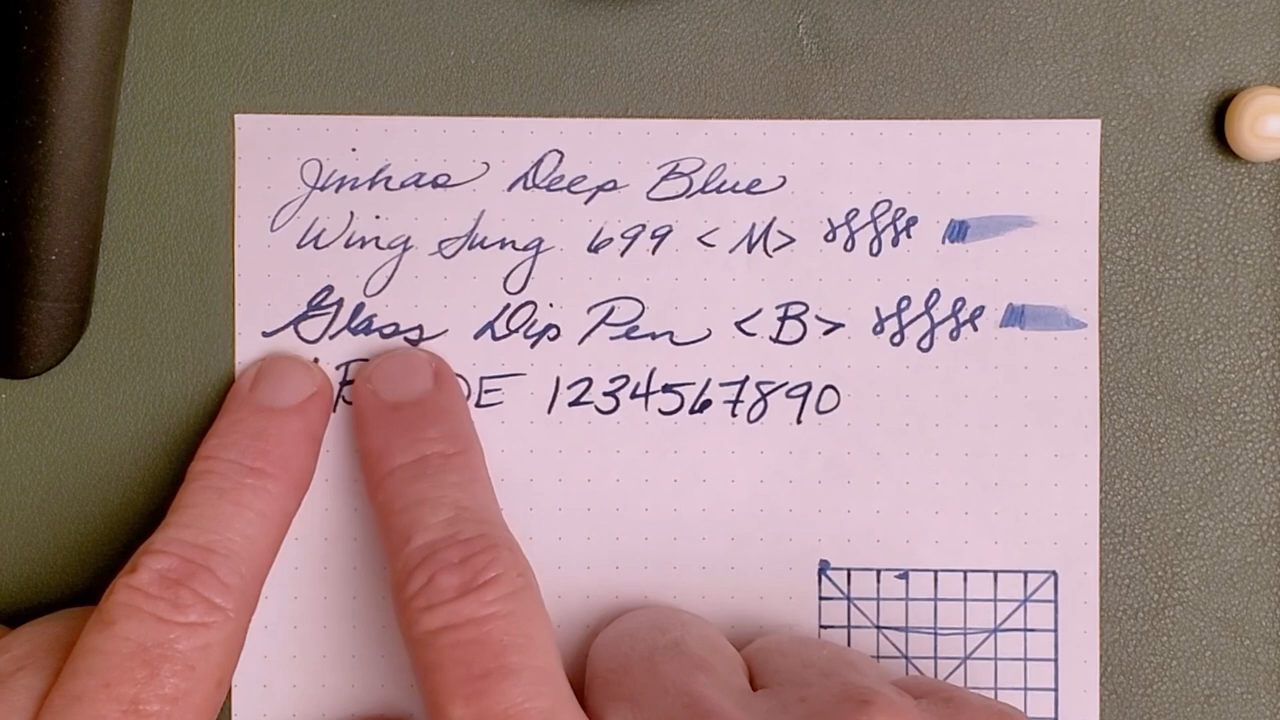 Jinhao Deep Blue
Wing Sung 699 <M>
Glass Dip Pen <B>
DE 1234567890